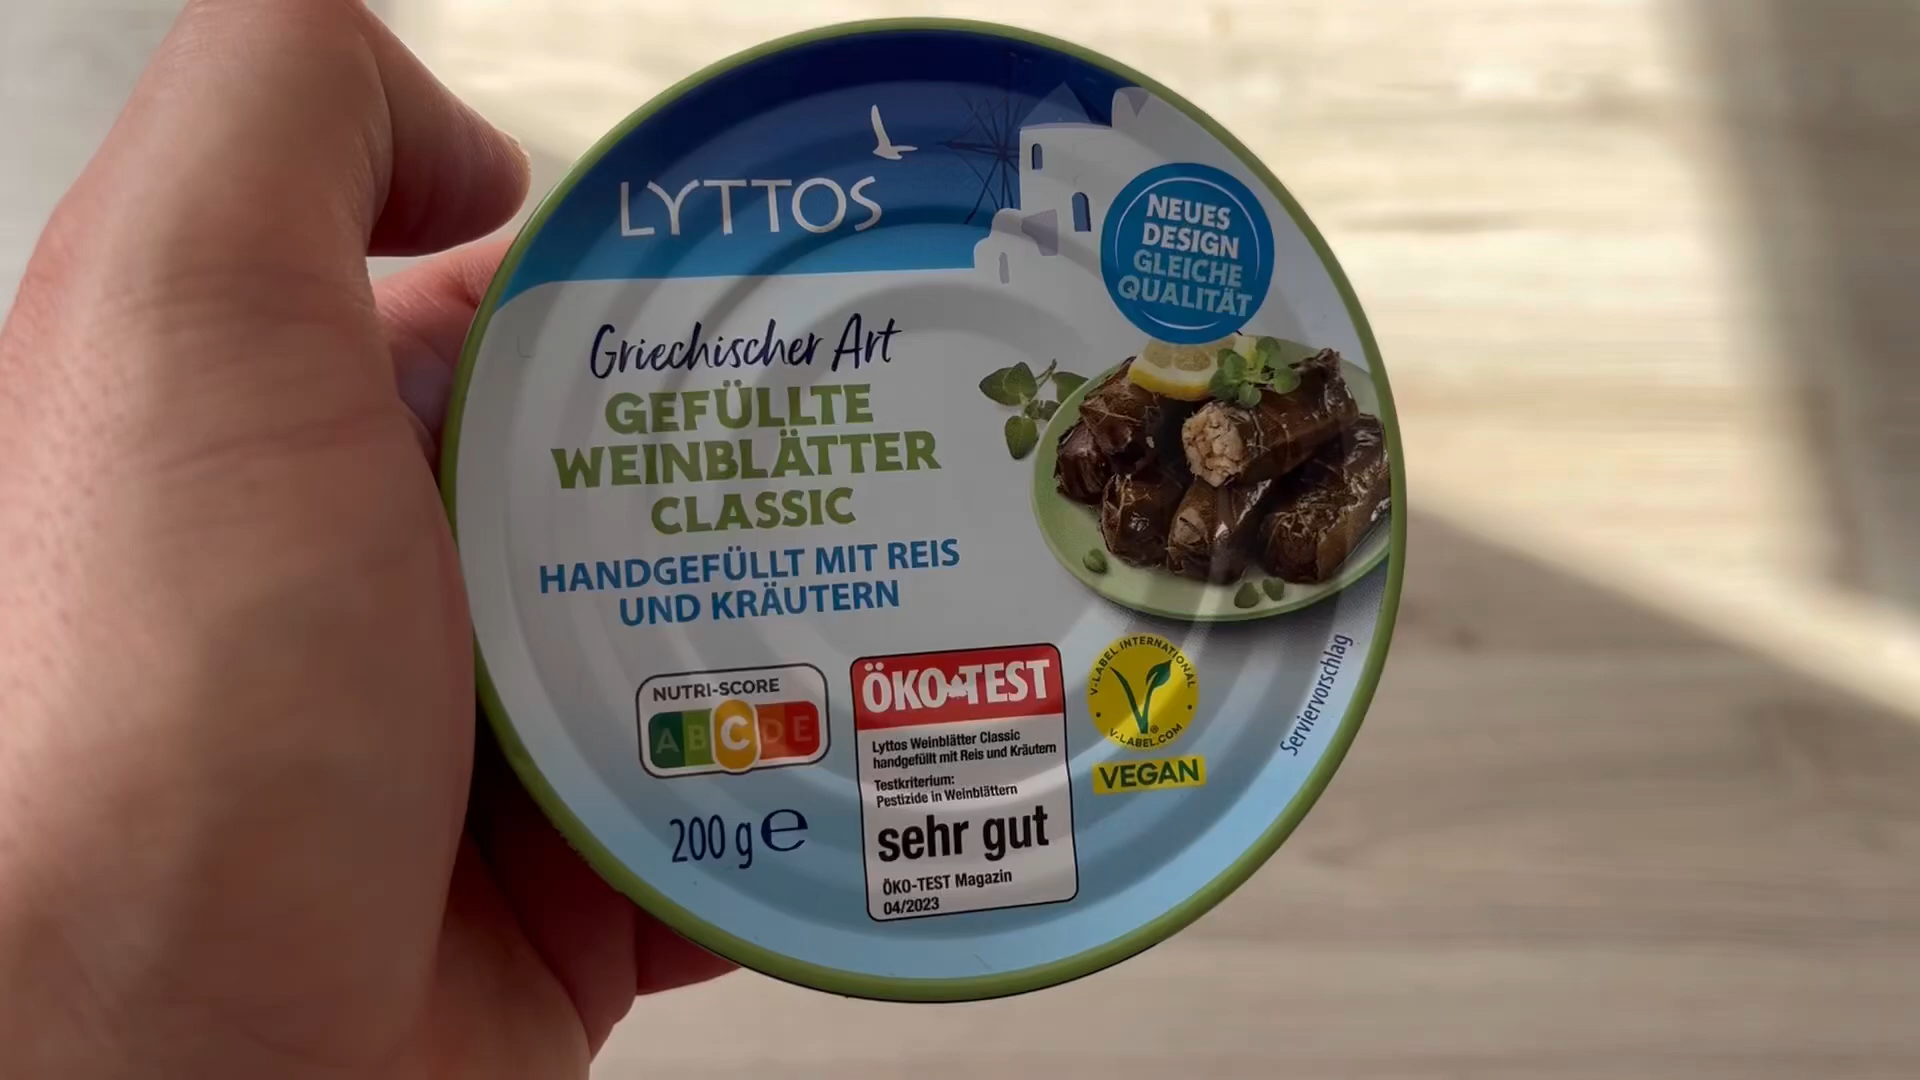 LYTTOS
NEUES
DESIGN
GLEICHE
QUALITÄT
Griechischer Art
GEFÜLLTE
WEINBLÄTTER
CLASSIC
HANDGEFÜLLT MIT REIS
UND KRÄUTERN
NUTRI-SCORE
A B C D E
200 g e
ÖKO-TEST
Lyttos Weinblätter Classic
handgefüllt mit Reis und Kräutern
Testkriterium:
Pestizide in Weinblättern
sehr gut
ÖKO-TEST Magazin
04/2023
V-LABEL INTERNATIONAL
V ®
• V-LABEL.COM •
VEGAN
Serviervorschlag